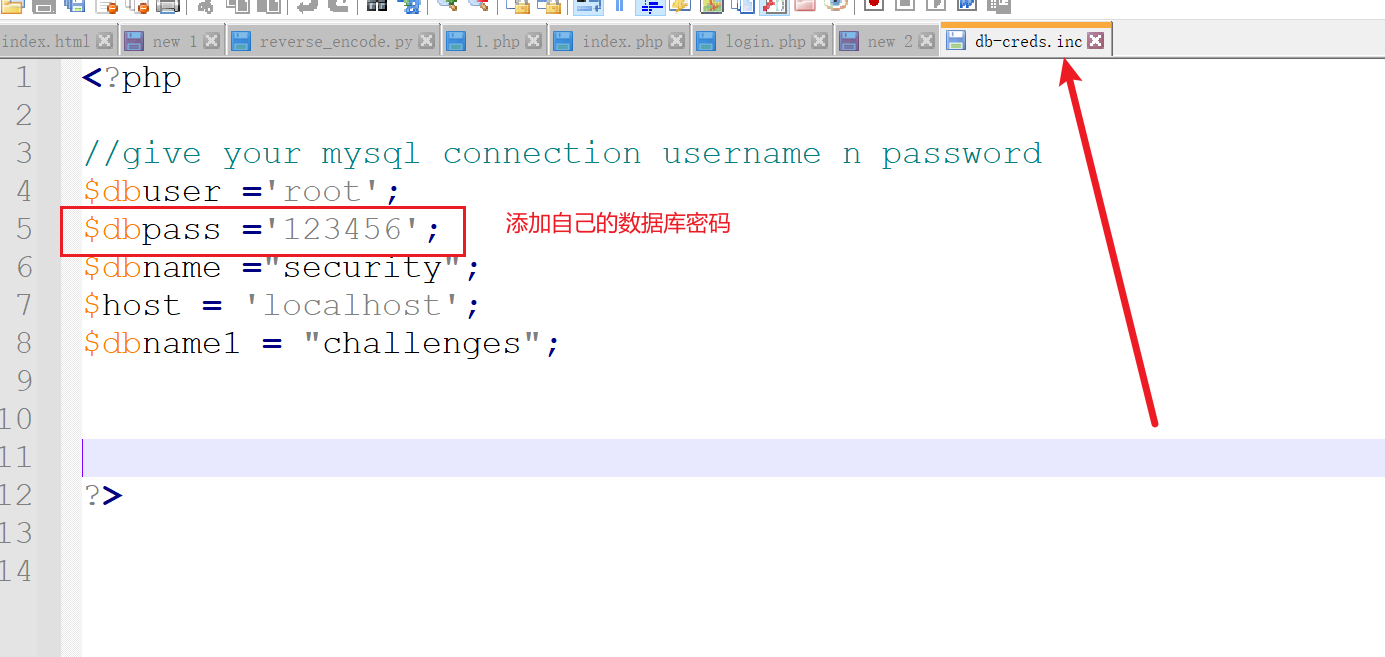 index.html new 1 reverse_encode.py 1.php index.php login.php new 2 db-creds.inc
1 <?php
2
3 //give your mysql connection username n password
4 $dbuser ='root';
5 $dbpass ='123456'; 添加自己的数据库密码
6 $dbname ="security";
7 $host = 'localhost';
8 $dbname1 = "challenges";
9
10
11
12 ?>
13
14